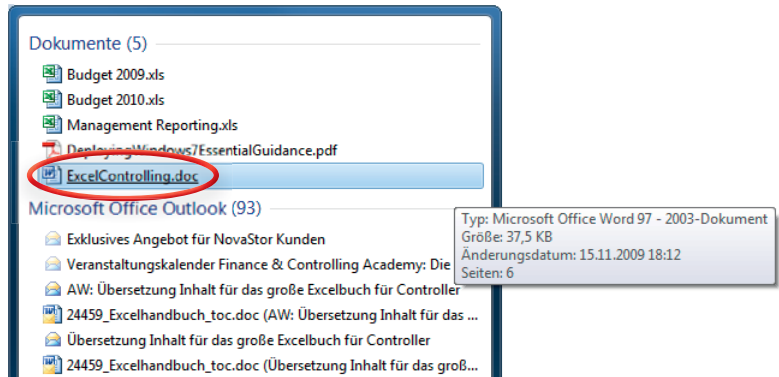 Dokumente (5)
Budget 2009.xls
Budget 2010.xls
Management Reporting.xls
DeployingWindows7EssentialGuidance.pdf
ExcelControlling.doc
Microsoft Office Outlook (93)
Typ: Microsoft Office Word 97 - 2003-Dokument
Größe: 37,5 KB
Änderungsdatum: 15.11.2009 18:12
Seiten: 6
Exklusives Angebot für NovaStor Kunden
Veranstaltungskalender Finance & Controlling Academy: Die
AW: Übersetzung Inhalt für das große Excelbuch für Controller
24459_Excelhandbuch_toc.doc (AW: Übersetzung Inhalt für das ...
Übersetzung Inhalt für das große Excelbuch für Controller
24459_Excelhandbuch_toc.doc (Übersetzung Inhalt für das groß...